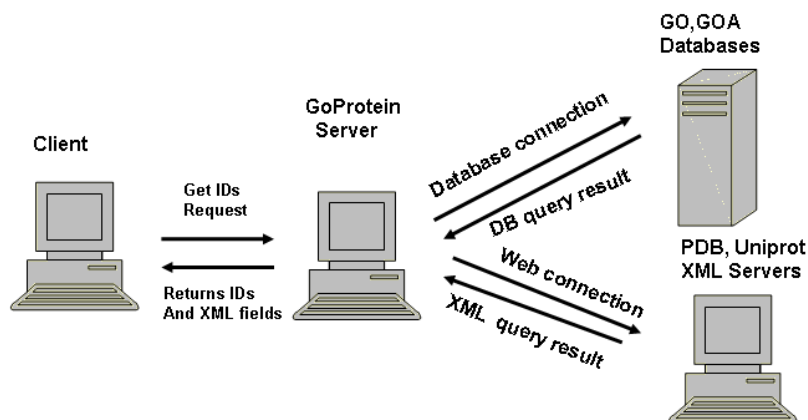 GO,GOA
Databases
GoProtein
Server
Client
Database connection
DB query result
Get IDs
Request
Returns IDs
And XML fields
Web connection
XML query result
PDB, Uniprot
XML Servers